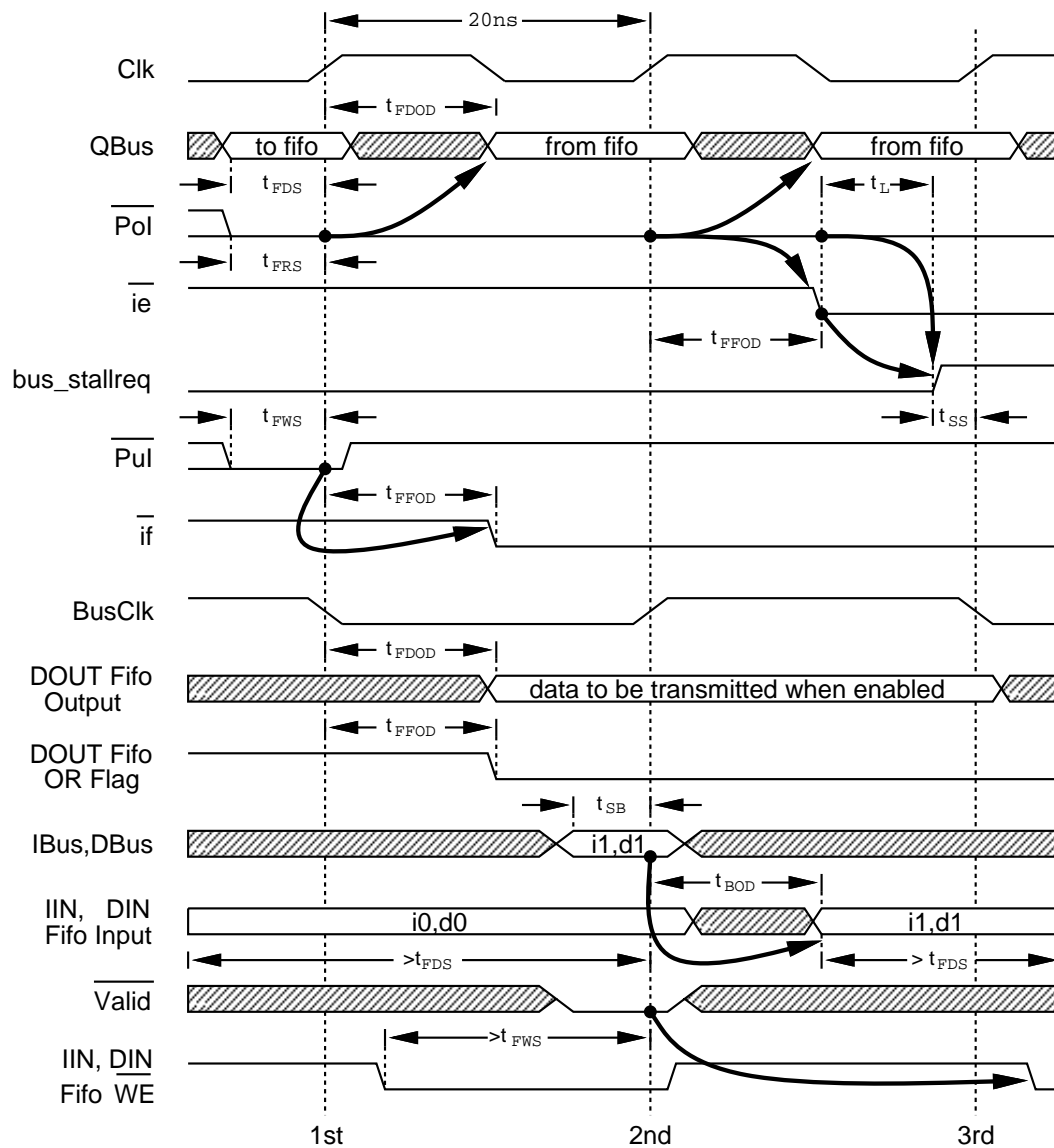 20ns
Clk
t FDOD
QBus
to fifo
from fifo
from fifo
t FDS
t L
PoI
t FRS
ie
t FFOD
bus_stallreq
t FWS
t SS
PuI
t FFOD
if
BusClk
t FDOD
DOUT Fifo
Output
data to be transmitted when enabled
t FFOD
DOUT Fifo
OR Flag
t SB
IBus,DBus
i1,d1
t BOD
IIN, DIN
Fifo Input
i0,d0
i1,d1
>t FDS
> t FDS
Valid
>t FWS
IIN, DIN
Fifo WE
1st
2nd
3rd